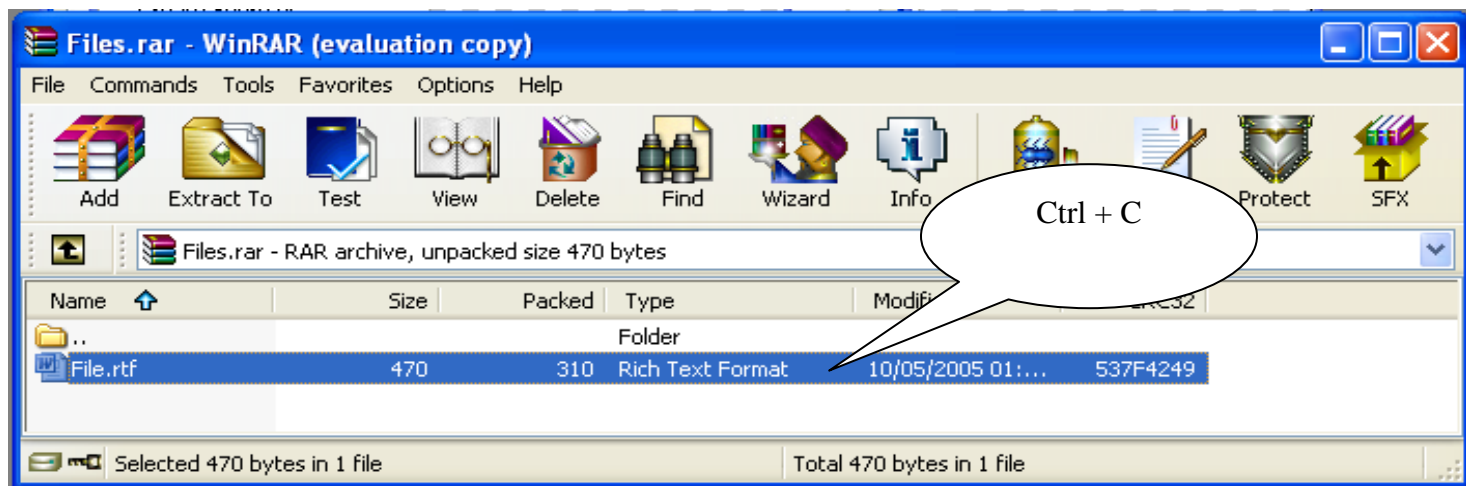 Files.rar - WinRAR (evaluation copy)
File Commands Tools Favorites Options Help
Add Extract To Test View Delete Find Wizard Info Protect SFX
Ctrl + C
Files.rar - RAR archive, unpacked size 470 bytes
Name Size Packed Type
.. Folder
File.rtf 470 310 Rich Text Format 10/05/2005 01:... 537F4249
Selected 470 bytes in 1 file Total 470 bytes in 1 file